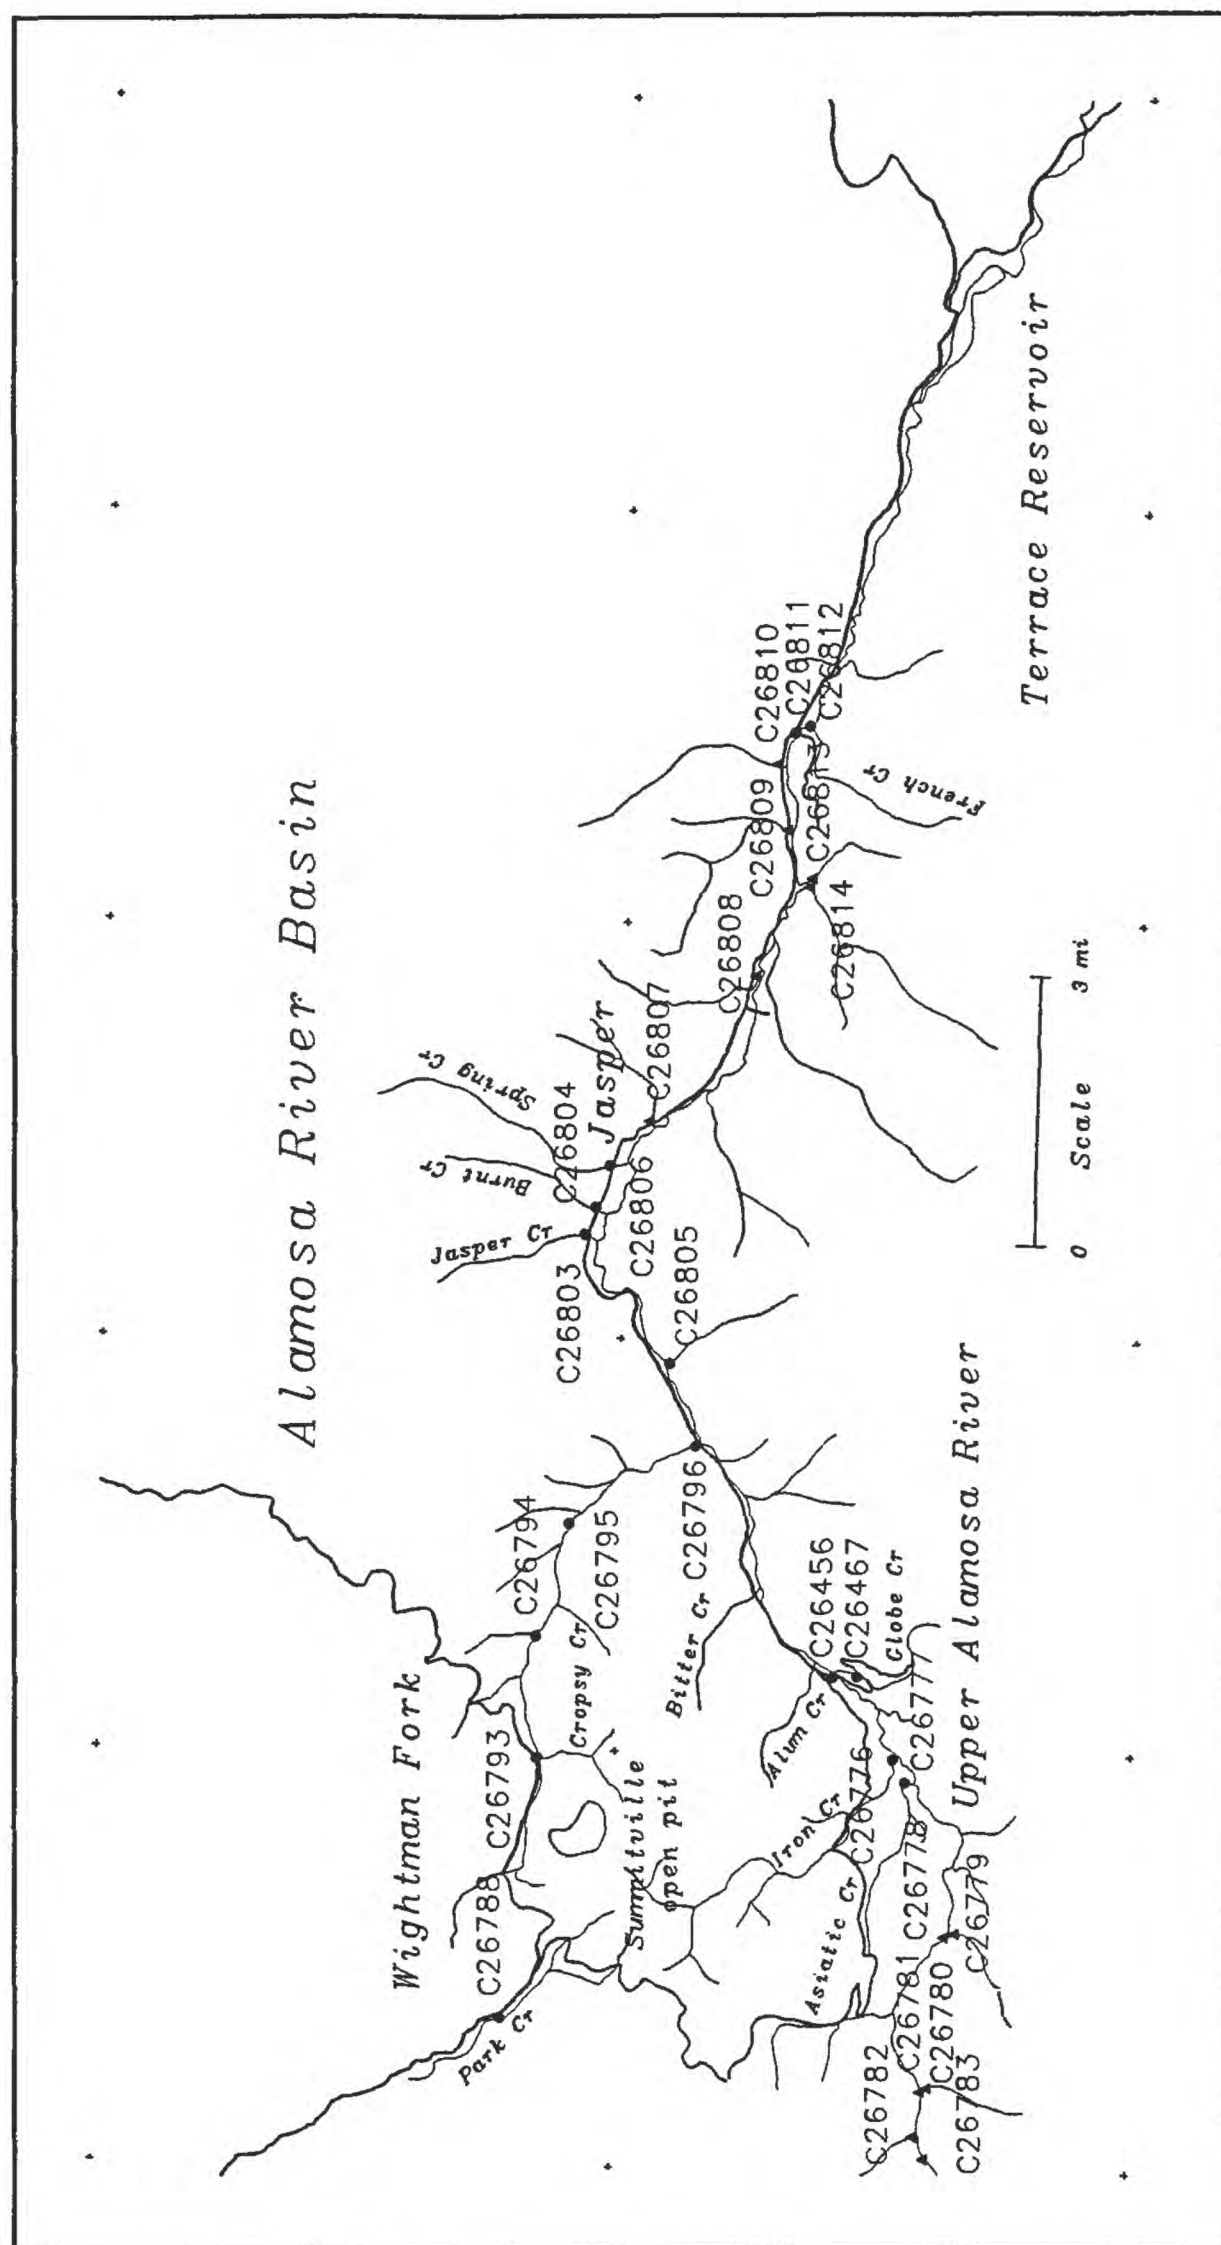 Alamosa River Basin
Wightman Fork
Park Cr
C26788
C26793
C26794
C26795
Cropsy Cr
Summitville
open pit
Iron Cr
Asiatic Cr
Alum Cr
Bitter Cr
C26796
C26456
C26467
Globe Cr
C26776
C26777
C26778
C26779
C26780
C26781
C26782
C26783
Upper Alamosa River
C26803
Jasper Cr
Burnt Cr
C26804
Spring Cr
C26805
C26806
Jasper
C26807
C26808
C26809
C26810
C26811
C26812
C26813
C26814
French Cr
Terrace Reservoir
0 Scale 3 mi